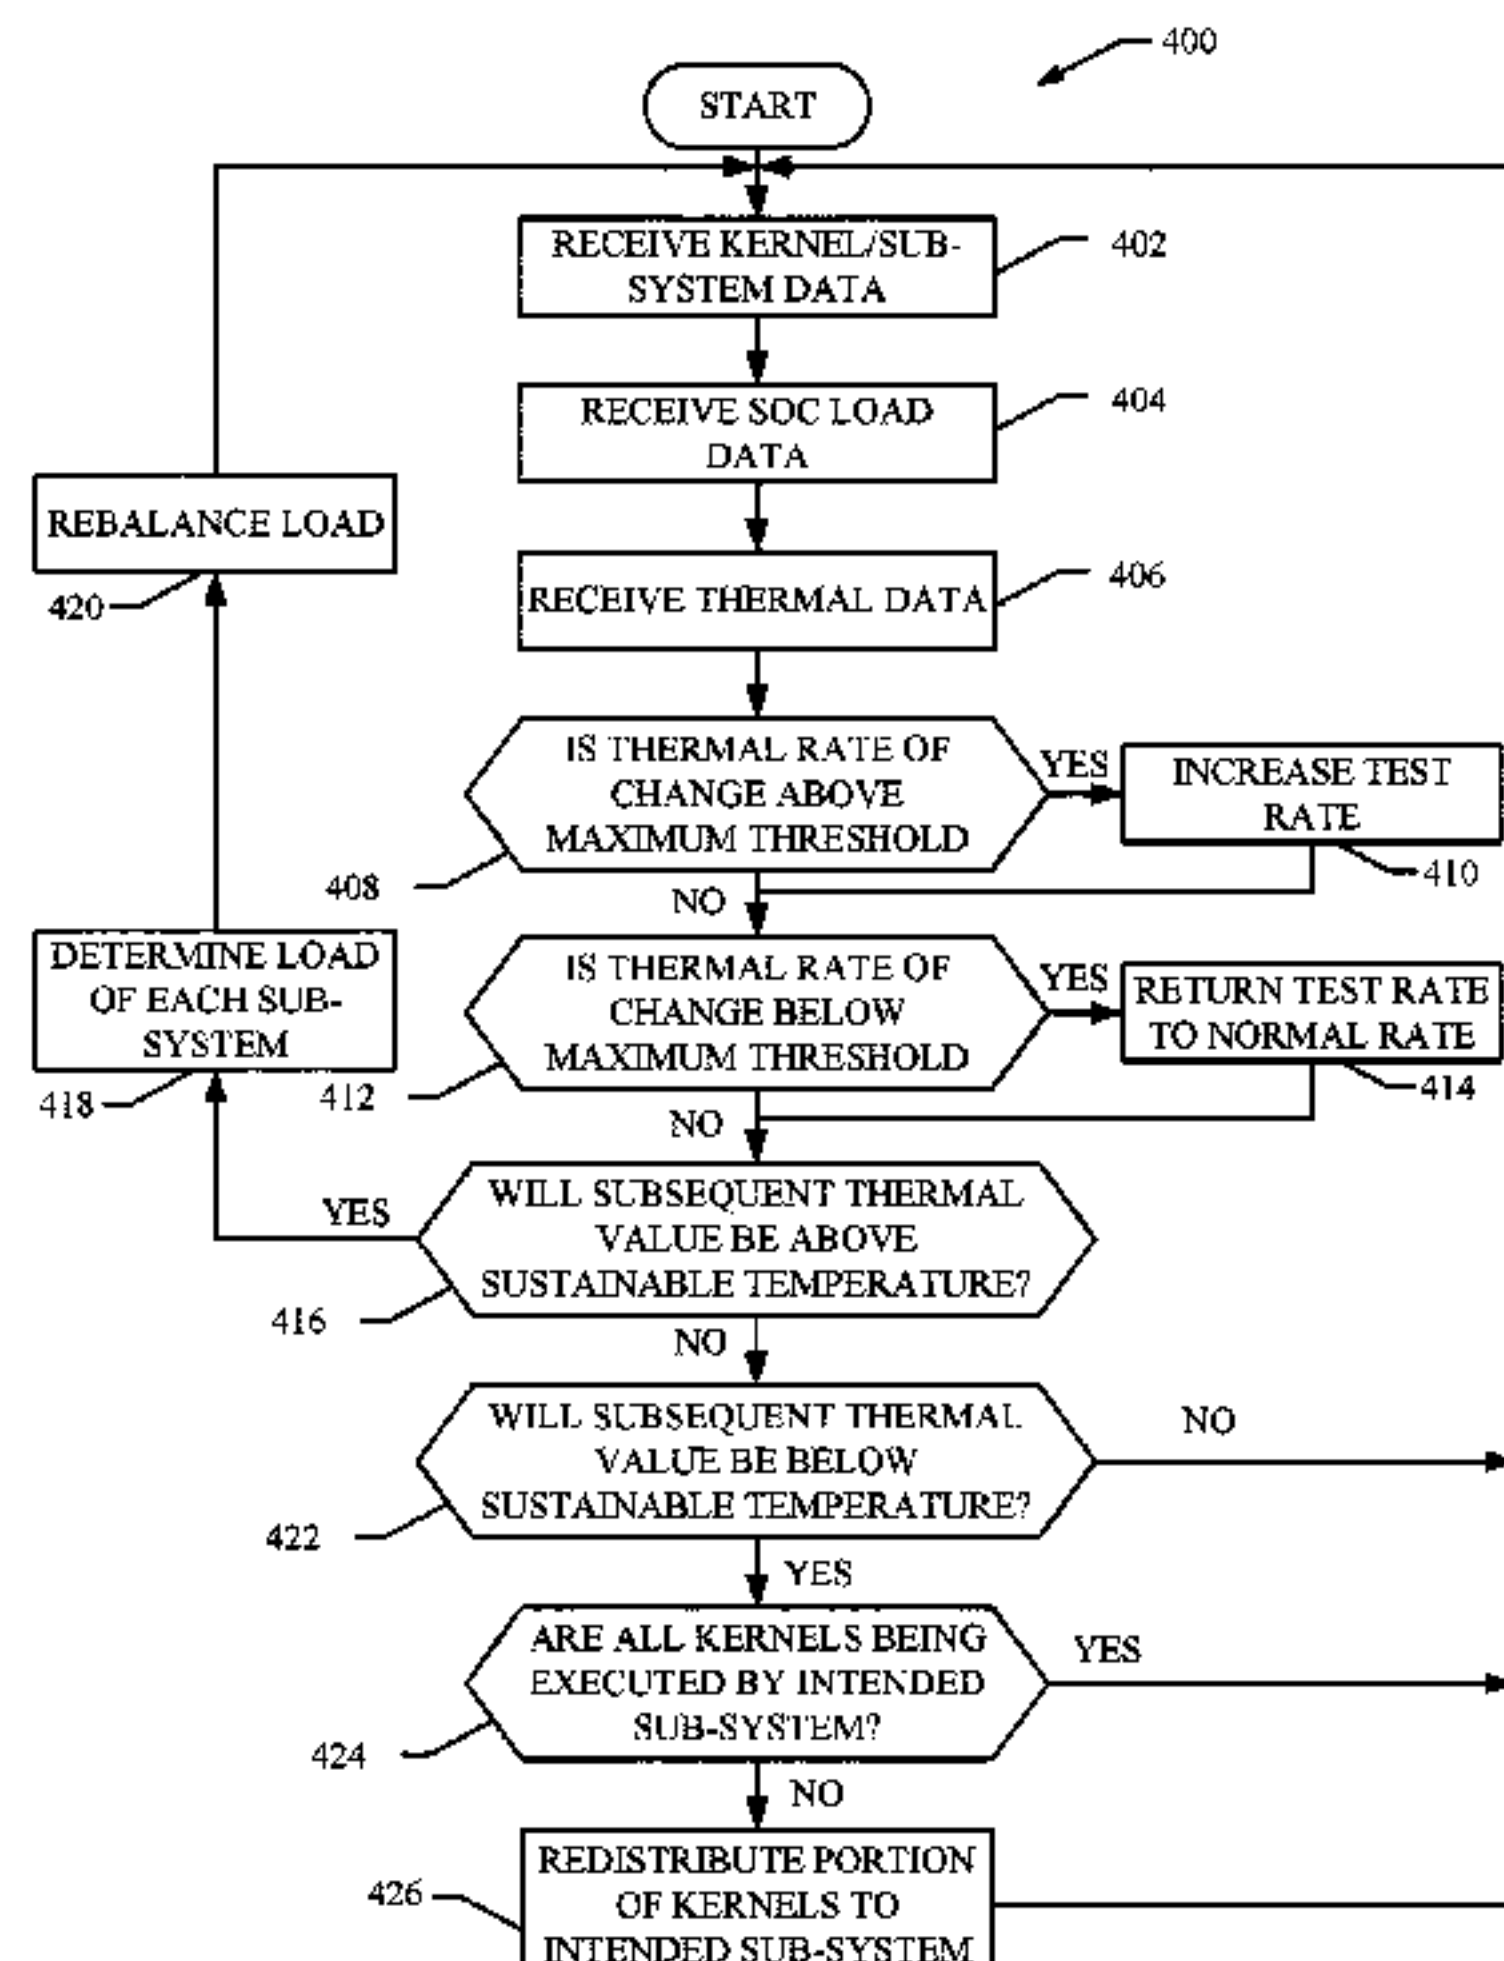 400
START
RECEIVE KERNEL/SUB-
SYSTEM DATA
402
RECEIVE SOC LOAD
DATA
404
REBALANCE LOAD
420
RECEIVE THERMAL DATA
406
IS THERMAL RATE OF
CHANGE ABOVE
MAXIMUM THRESHOLD
408
YES
INCREASE TEST
RATE
410
NO
DETERMINE LOAD
OF EACH SUB-
SYSTEM
418
IS THERMAL RATE OF
CHANGE BELOW
MAXIMUM THRESHOLD
412
YES
RETURN TEST RATE
TO NORMAL RATE
414
NO
YES
WILL SUBSEQUENT THERMAL
VALUE BE ABOVE
SUSTAINABLE TEMPERATURE?
416
NO
WILL SUBSEQUENT THERMAL
VALUE BE BELOW
SUSTAINABLE TEMPERATURE?
422
NO
YES
ARE ALL KERNELS BEING
EXECUTED BY INTENDED
SUB-SYSTEM?
424
YES
NO
REDISTRIBUTE PORTION
OF KERNELS TO
INTENDED SUB-SYSTEM
426